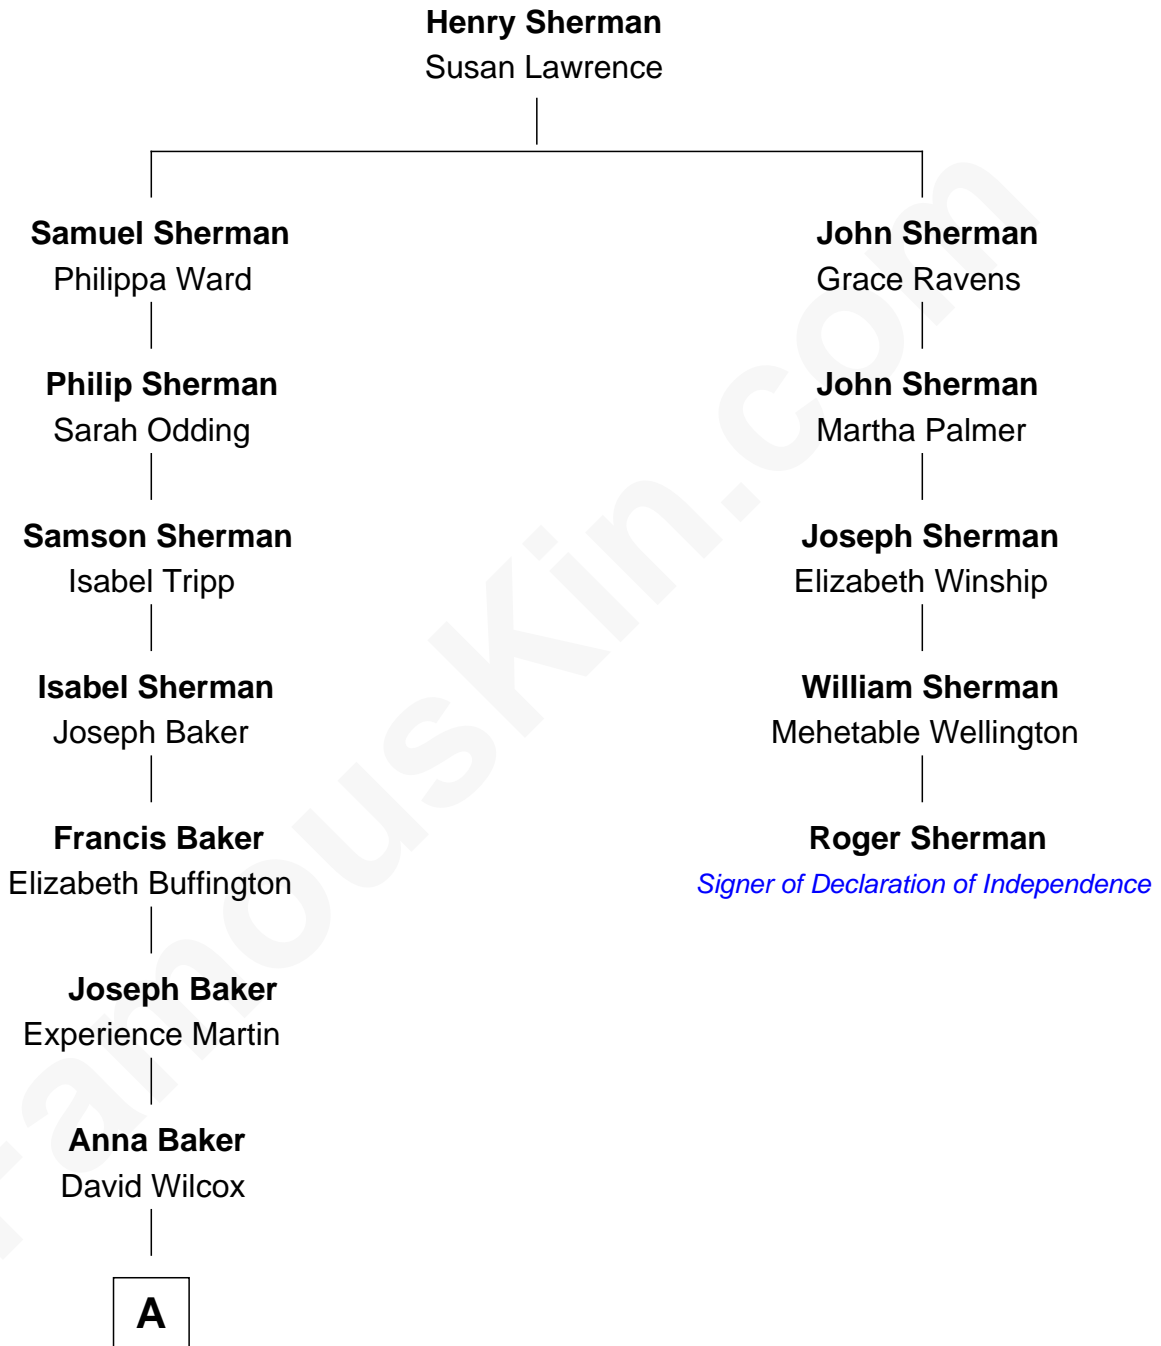 Henry Sherman
Susan Lawrence
Samuel Sherman
Philippa Ward
Philip Sherman
Sarah Odding
Samson Sherman
Isabel Tripp
Isabel Sherman
Joseph Baker
Francis Baker
Elizabeth Buffington
Joseph Baker
Experience Martin
Anna Baker
David Wilcox
A
John Sherman
Grace Ravens
John Sherman
Martha Palmer
Joseph Sherman
Elizabeth Winship
William Sherman
Mehetable Wellington
Roger Sherman
Signer of Declaration of Independence
FamousKin.com